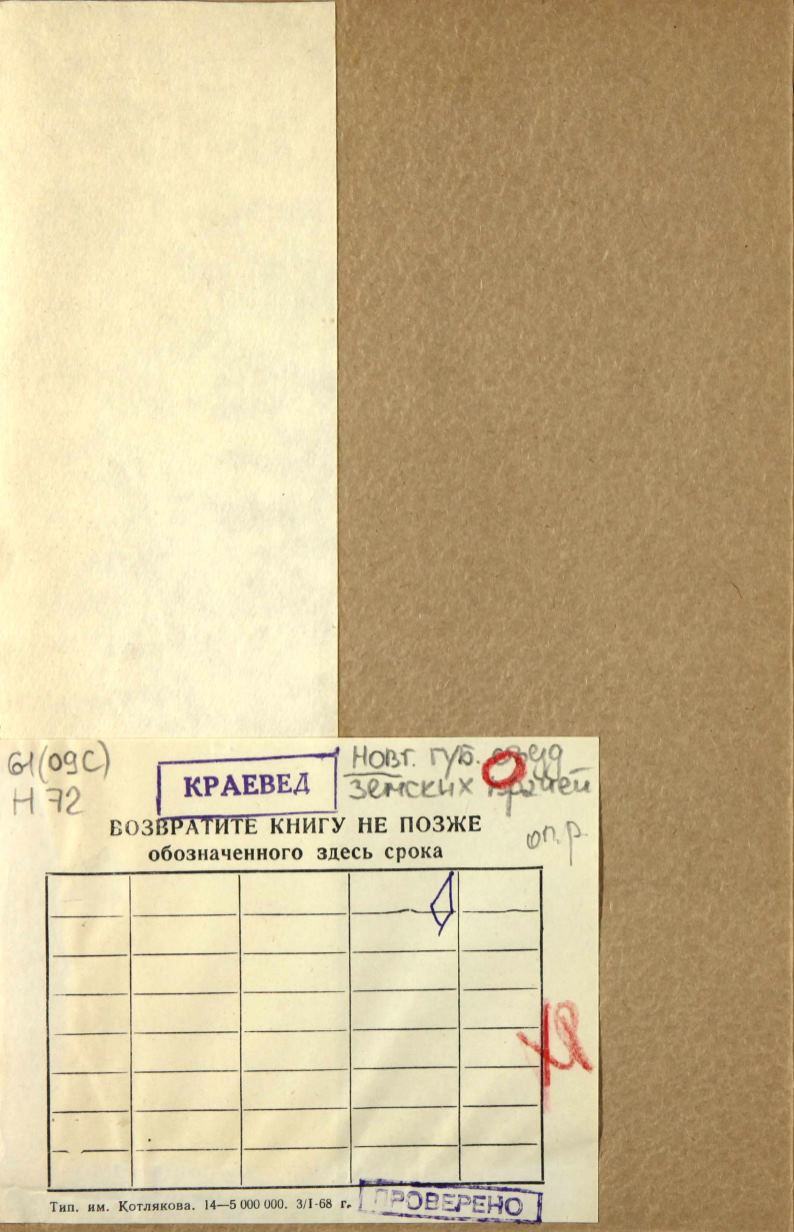 61(09С)
Н 72
КРАЕВЕД
Новг. губ. съезд
земских врачей
ВОЗВРАТИТЕ КНИГУ НЕ ПОЗЖЕ
обозначенного здесь срока
оп. р.
Тип. им. Котлякова. 14—5 000 000. 3/I-68 г.
ПРОВЕРЕНО